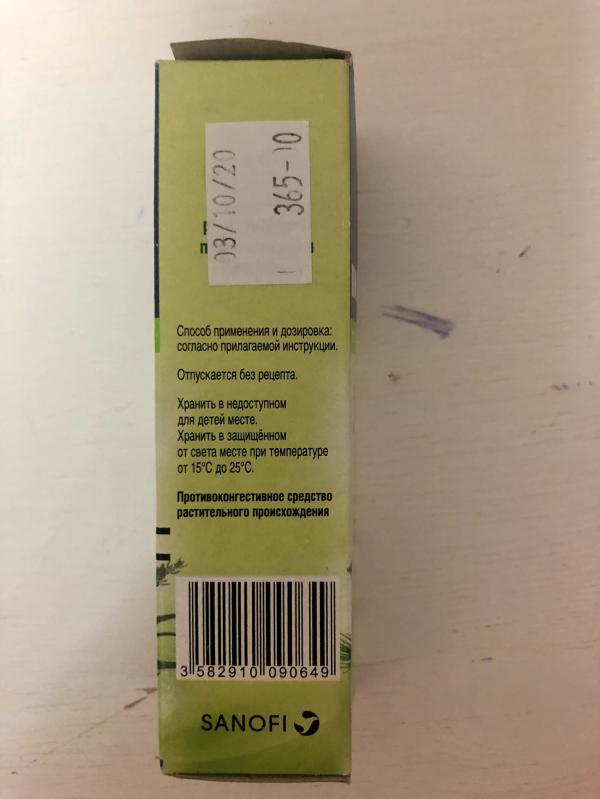 03/10/20
365-10
Способ применения и дозировка:
согласно прилагаемой инструкции.
Отпускается без рецепта.
Хранить в недоступном
для детей месте.
Хранить в защищённом
от света месте при температуре
от 15°C до 25°C.
Противоконгестивное средство
растительного происхождения
3 582910 090649
SANOFI